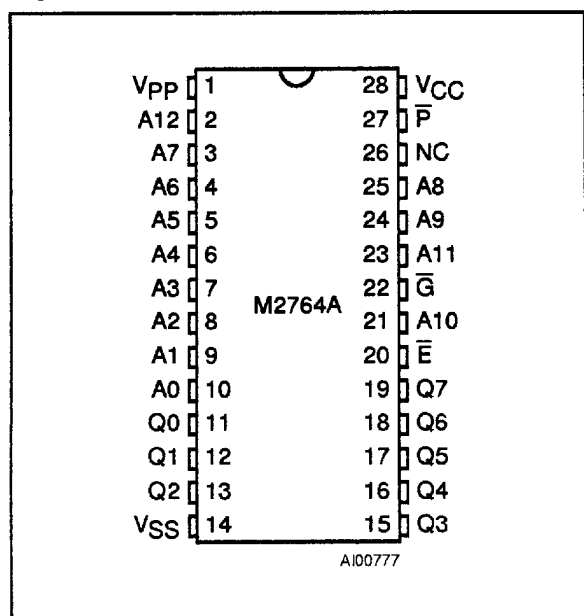 VPP 1 28 VCC
A12 2 27 P̅
A7 3 26 NC
A6 4 25 A8
A5 5 24 A9
A4 6 23 A11
A3 7 22 G̅
M2764A
A2 8 21 A10
A1 9 20 E̅
A0 10 19 Q7
Q0 11 18 Q6
Q1 12 17 Q5
Q2 13 16 Q4
VSS 14 15 Q3
AI00777